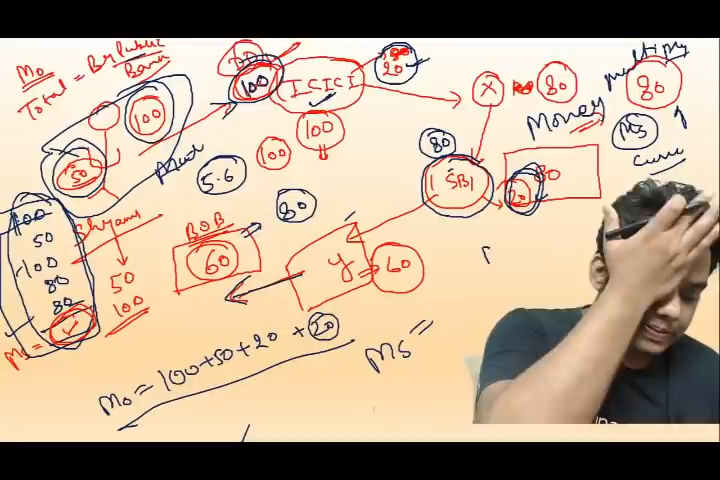 Mo
Total = By Public
Bank
100
50
100
ICICI
20
100
100
X
80
multiply
80
Money
MS
80
SBI
80
20
5.6
80
BOB
60
y
60
Shyam
50
100
100
50
100
80
80
MS =
Mo = 100+50+20 + 20
MS =